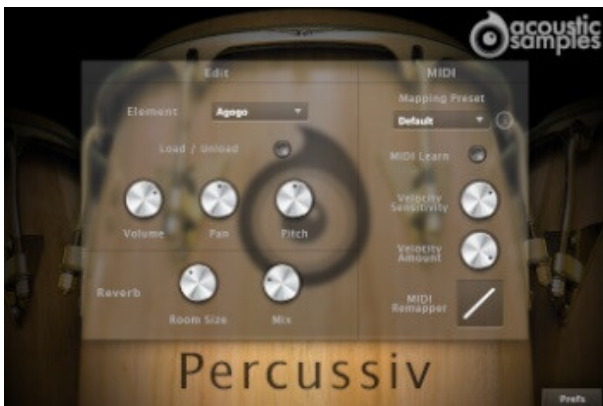 acoustic
samples
Edit
MIDI
Element
Agogo
Mapping Preset
Default
Load / Unload
MIDI Learn
Volume
Pan
Pitch
Velocity
Sensitivity
Velocity
Amount
Reverb
Room Size
Mix
MIDI
Remapper
Percussiv
Prefs